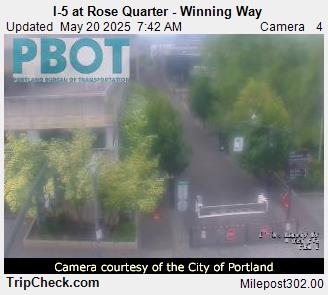 I-5 at Rose Quarter - Winning Way
Updated May 20 2025 7:42 AM Camera 4
PBOT
PORTLAND BUREAU OF TRANSPORTATION
Camera courtesy of the City of Portland
TripCheck.com Milepost302.00